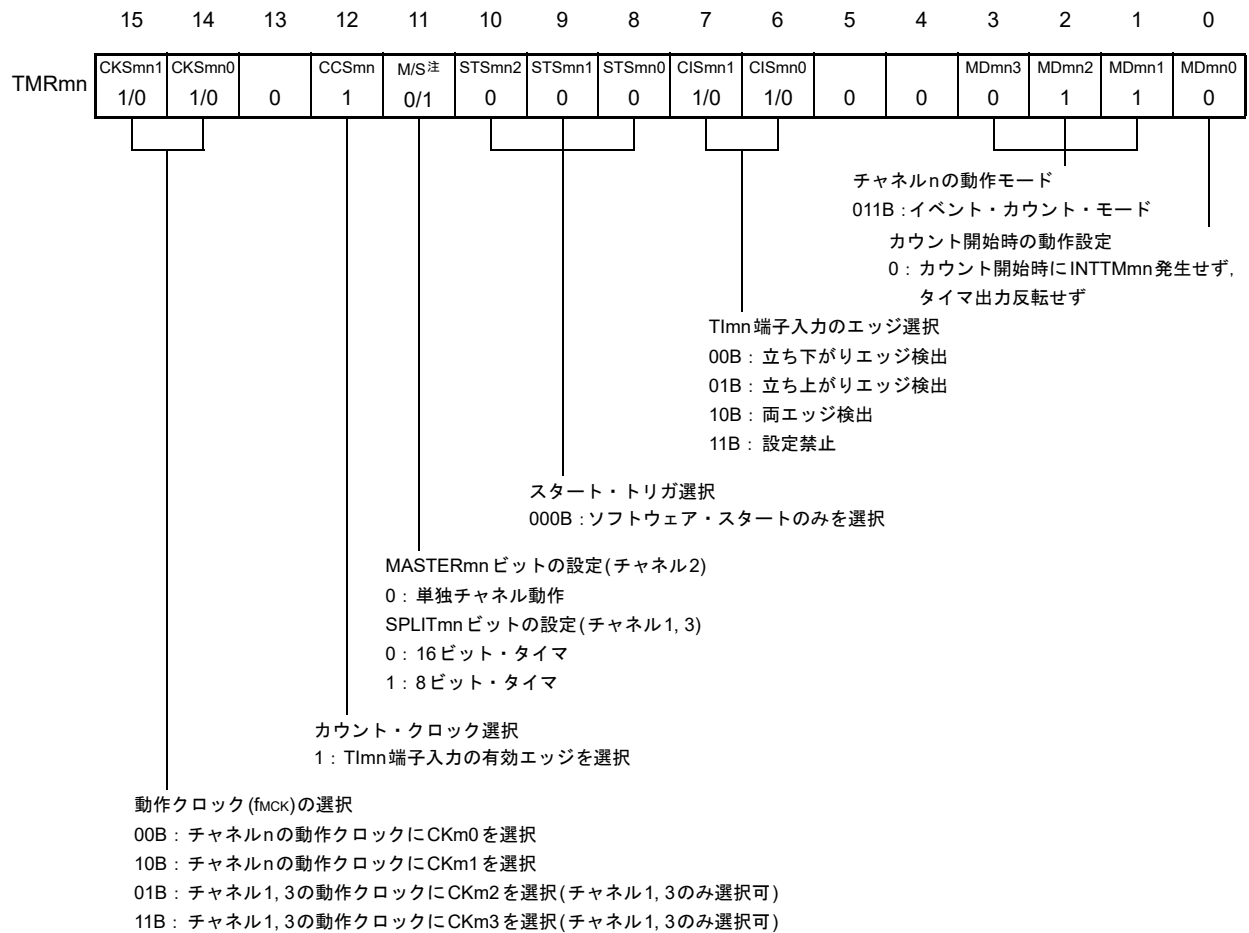 15 14 13 12 11 10 9 8 7 6 5 4 3 2 1 0
TMRmn
CKSmn1 CKSmn0 CCSmn M/S注 STSmn2 STSmn1 STSmn0 CISmn1 CISmn0 MDmn3 MDmn2 MDmn1 MDmn0
1/0 1/0 0 1 0/1 0 0 0 1/0 1/0 0 0 0 1 1 0
チャネルnの動作モード
011B：イベント・カウント・モード
カウント開始時の動作設定
0：カウント開始時にINTTMmn発生せず,
タイマ出力反転せず
TImn端子入力のエッジ選択
00B：立ち下がりエッジ検出
01B：立ち上がりエッジ検出
10B：両エッジ検出
11B：設定禁止
スタート・トリガ選択
000B：ソフトウェア・スタートのみを選択
MASTERmnビットの設定(チャネル2)
0：単独チャネル動作
SPLITmnビットの設定(チャネル1, 3)
0：16ビット・タイマ
1：8ビット・タイマ
カウント・クロック選択
1：TImn端子入力の有効エッジを選択
動作クロック(fMCK)の選択
00B：チャネルnの動作クロックにCKm0を選択
10B：チャネルnの動作クロックにCKm1を選択
01B：チャネル1, 3の動作クロックにCKm2を選択(チャネル1, 3のみ選択可)
11B：チャネル1, 3の動作クロックにCKm3を選択(チャネル1, 3のみ選択可)